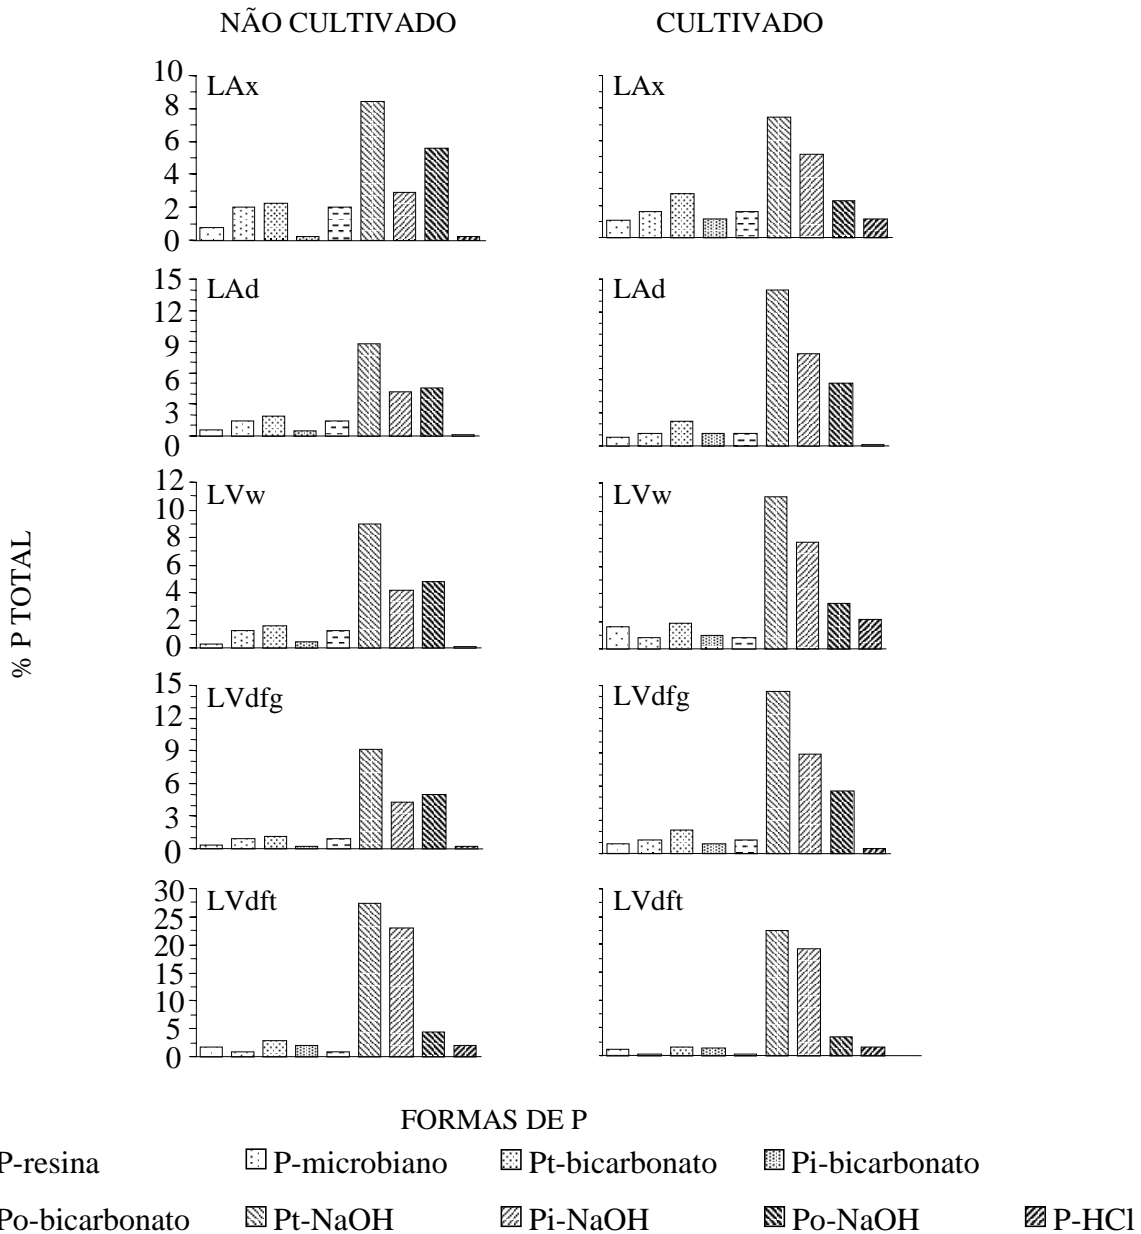 NÃO CULTIVADO CULTIVADO
10 LAx LAx
8
6
4
2
0
15 LAd LAd
12
9
6
3
0
12 LVw LVw
10
8
6
4
2
0
% P TOTAL
15 LVdfg LVdfg
12
9
6
3
0
30 LVdft LVdft
25
20
15
10
5
0
FORMAS DE P
P-resina P-microbiano Pt-bicarbonato Pi-bicarbonato
Po-bicarbonato Pt-NaOH Pi-NaOH Po-NaOH P-HCl